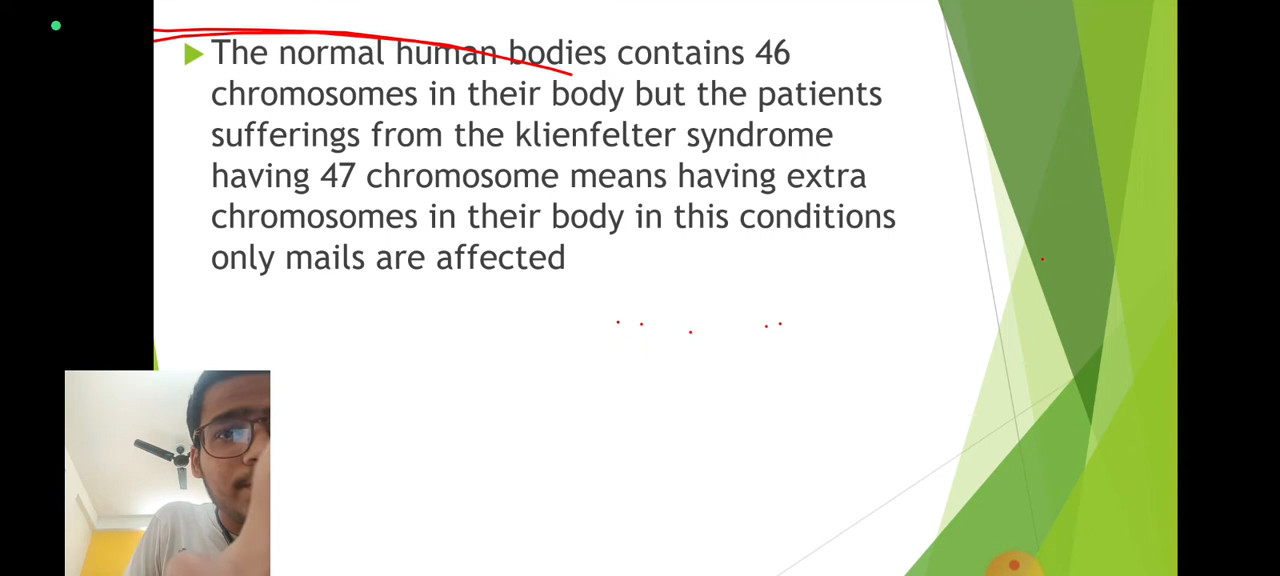 The normal human bodies contains 46
chromosomes in their body but the patients
sufferings from the klienfelter syndrome
having 47 chromosome means having extra
chromosomes in their body in this conditions
only mails are affected